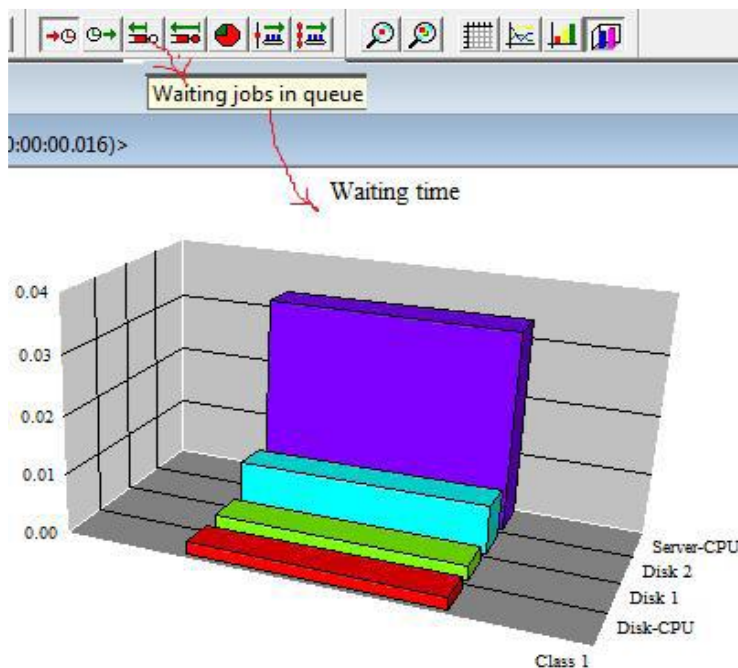 Waiting jobs in queue
0:00:00.016)>
Waiting time
0.04
0.03
0.02
0.01
0.00
Server-CPU
Disk 2
Disk 1
Disk-CPU
Class 1